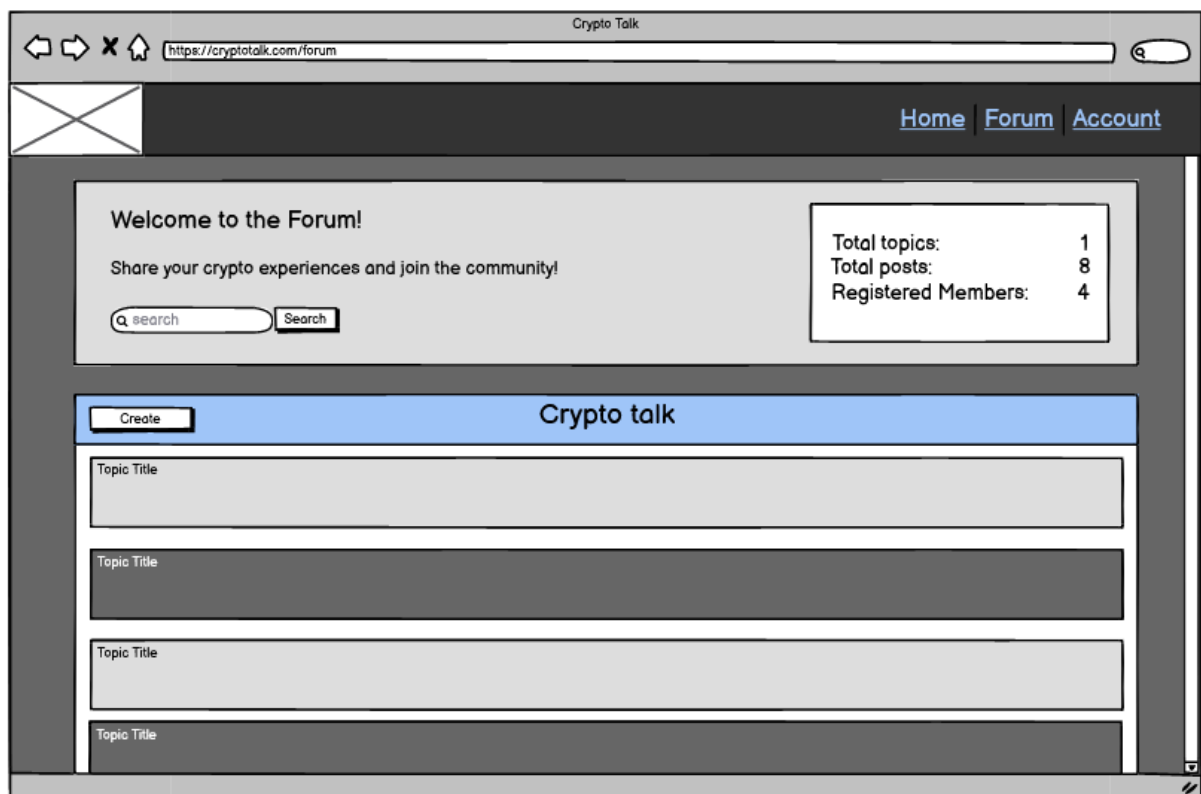 Crypto Talk
https://cryptotalk.com/forum
Home Forum Account
Welcome to the Forum!
Share your crypto experiences and join the community!
search Search
Total topics: 1
Total posts: 8
Registered Members: 4
Create Crypto talk
Topic Title
Topic Title
Topic Title
Topic Title